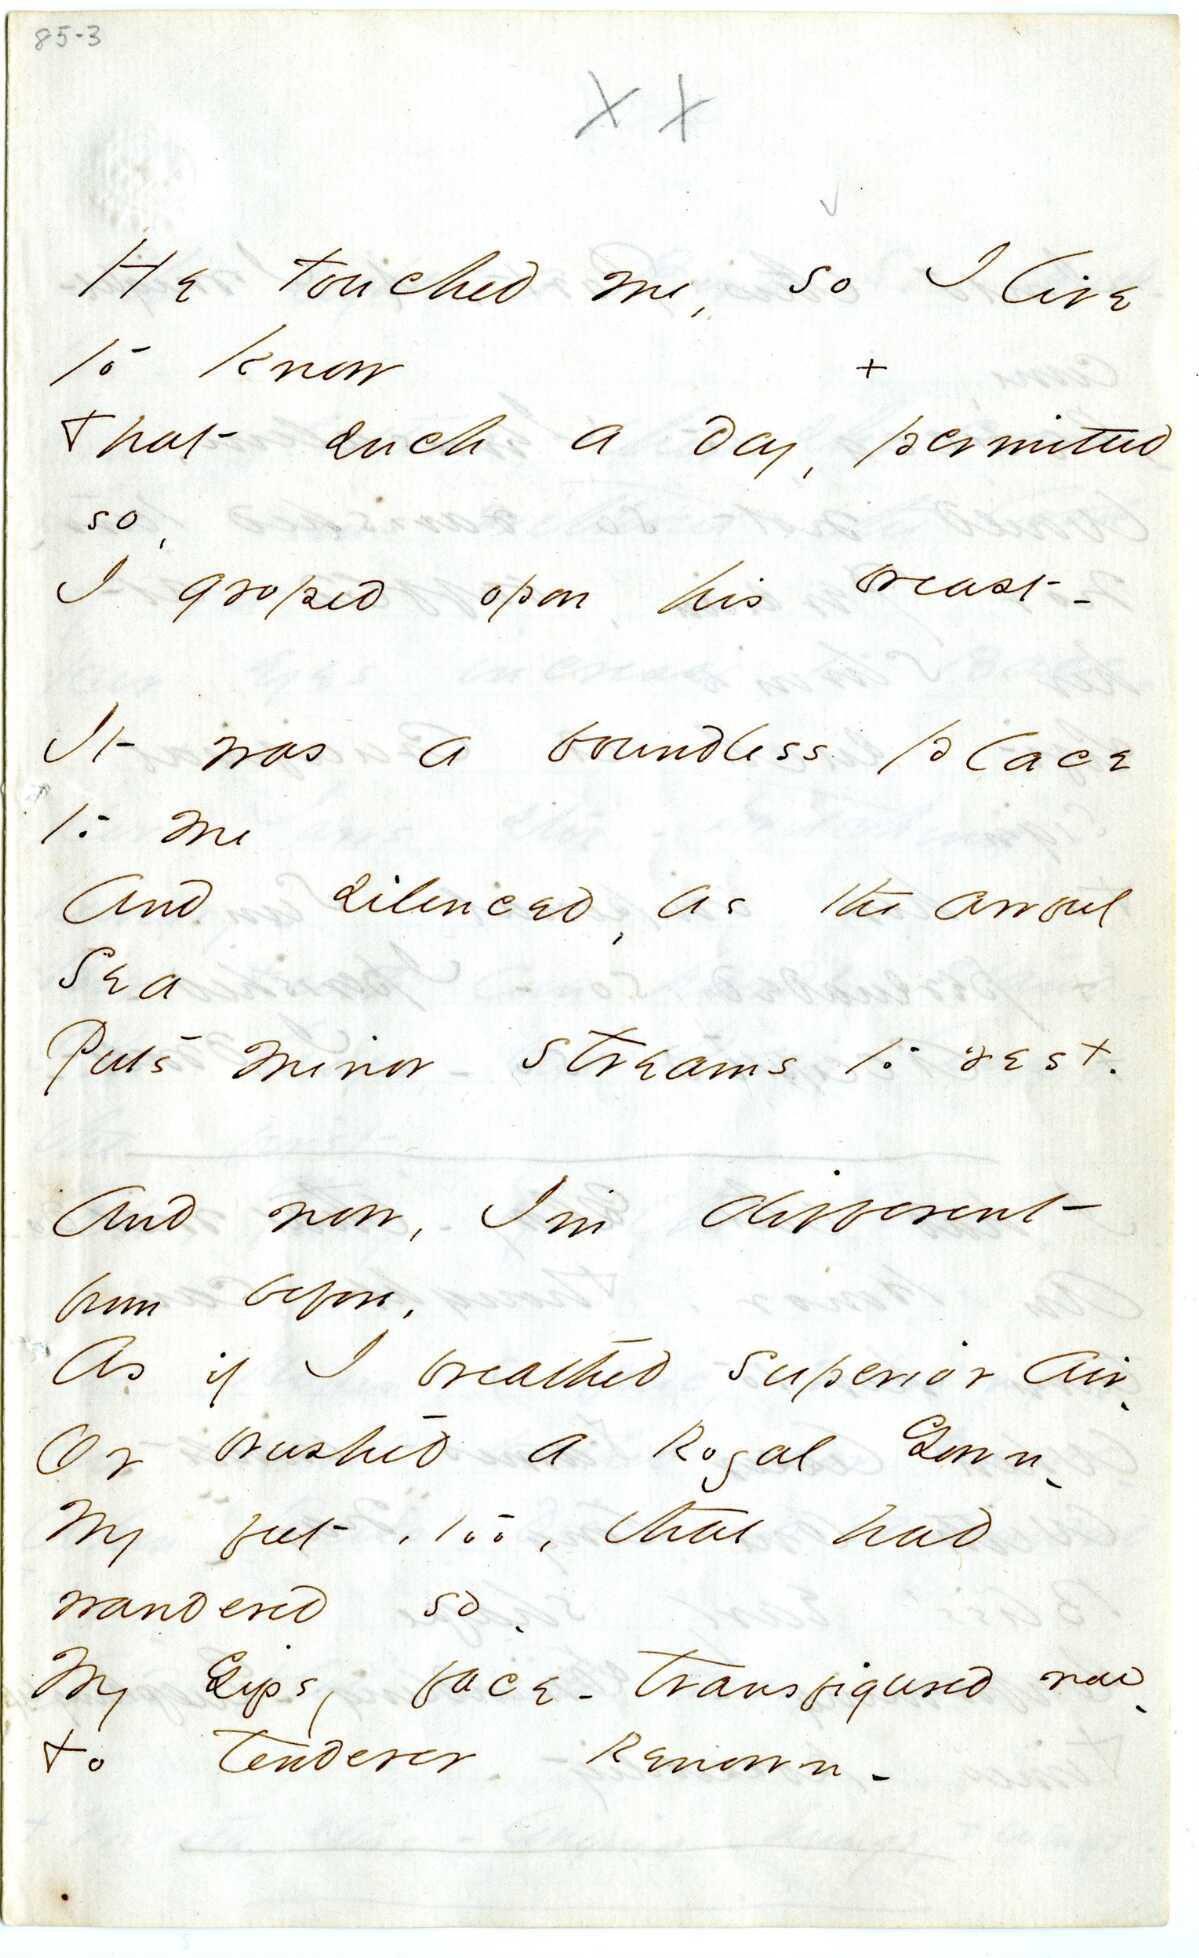 85-3
X X
He touched me, so I live
to know
+
That such a day, permitted
so,
I groped upon his breast -
It was a boundless place
to me
And silenced, as the awful
Sea
Puts minor streams to rest.
And now, I'm different
from before,
As if I breathed superior air,
Or brushed a Royal Gown,
My feet, too, that had
wandered so,
My Gipsy face - transfigured now,
To tenderer Renown -